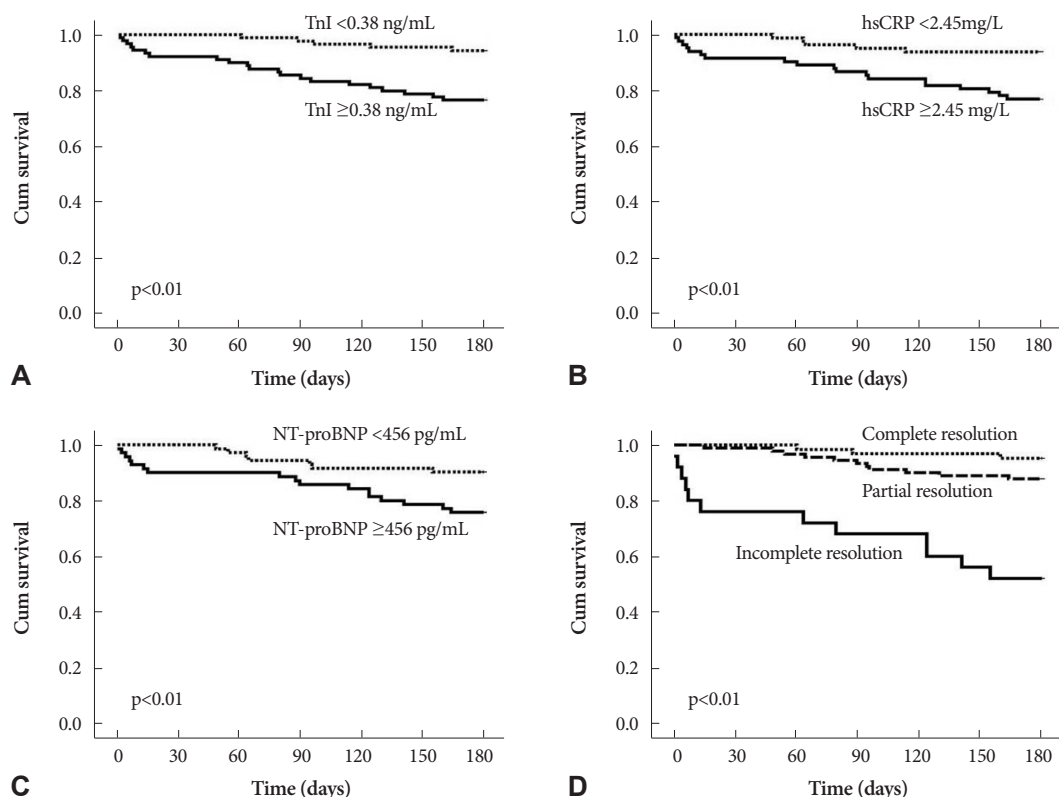 TnI <0.38 ng/mL
1.0
0.8
TnI ≥0.38 ng/mL
0.6
0.4
0.2
p<0.01
0.0
0 30 60 90 120 150 180
Cum survival
Time (days)
A
hsCRP <2.45mg/L
1.0
0.8
hsCRP ≥2.45 mg/L
0.6
0.4
0.2
p<0.01
0.0
0 30 60 90 120 150 180
Cum survival
Time (days)
B
NT-proBNP <456 pg/mL
1.0
0.8
NT-proBNP ≥456 pg/mL
0.6
0.4
0.2
p<0.01
0.0
0 30 60 90 120 150 180
Cum survival
Time (days)
C
Complete resolution
1.0
Partial resolution
0.8
Incomplete resolution
0.6
0.4
0.2
p<0.01
0.0
0 30 60 90 120 150 180
Cum survival
Time (days)
D